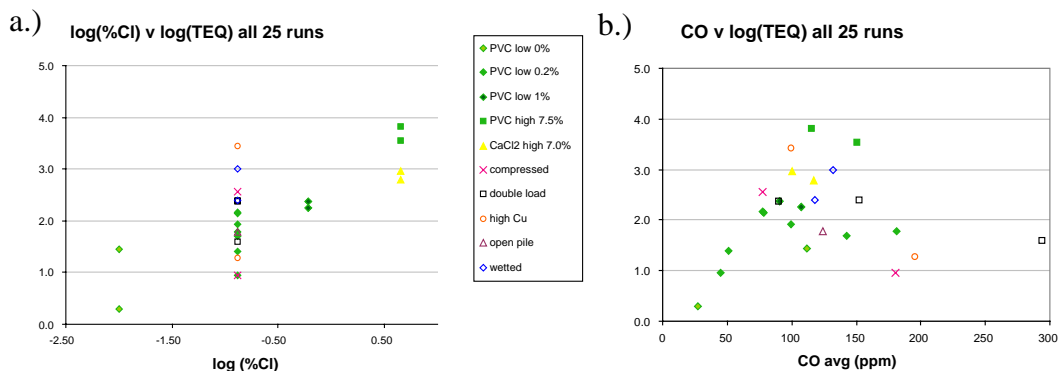 a.)
log(%Cl) v log(TEQ) all 25 runs
5.0
4.0
3.0
2.0
1.0
0.0
-2.50
-1.50
-0.50
0.50
log (%Cl)
PVC low 0%
PVC low 0.2%
PVC low 1%
PVC high 7.5%
CaCl2 high 7.0%
compressed
double load
high Cu
open pile
wetted
b.)
CO v log(TEQ) all 25 runs
5.0
4.0
3.0
2.0
1.0
0.0
0
50
100
150
200
250
300
CO avg (ppm)